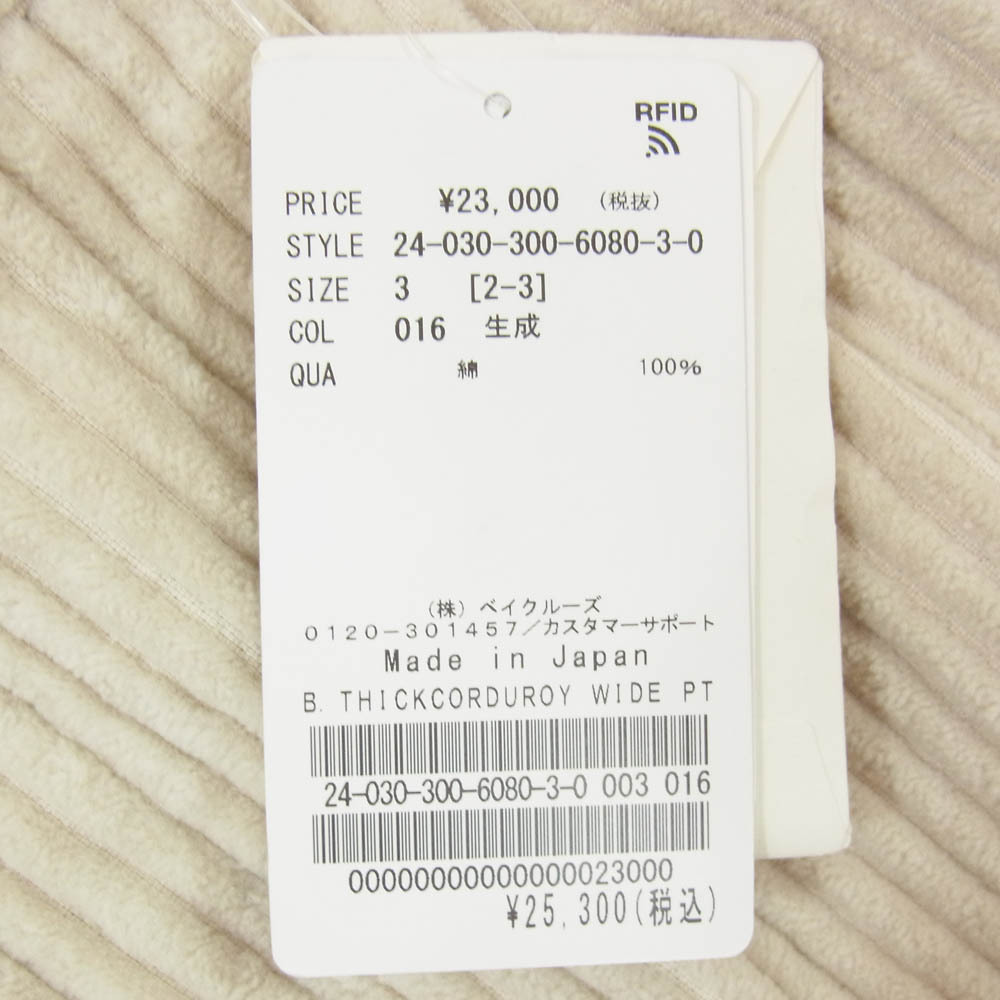 RFID
PRICE ¥23,000 (税抜)
STYLE 24-030-300-6080-3-0
SIZE 3 [2-3]
COL 016 生成
QUA 綿 100%
(株)ベイクルーズ
0120-301457/カスタマーサポート
Made in Japan
B. THICKCORDUROY WIDE PT
24-030-300-6080-3-0 003 016
00000000000000023000
¥25,300(税込)